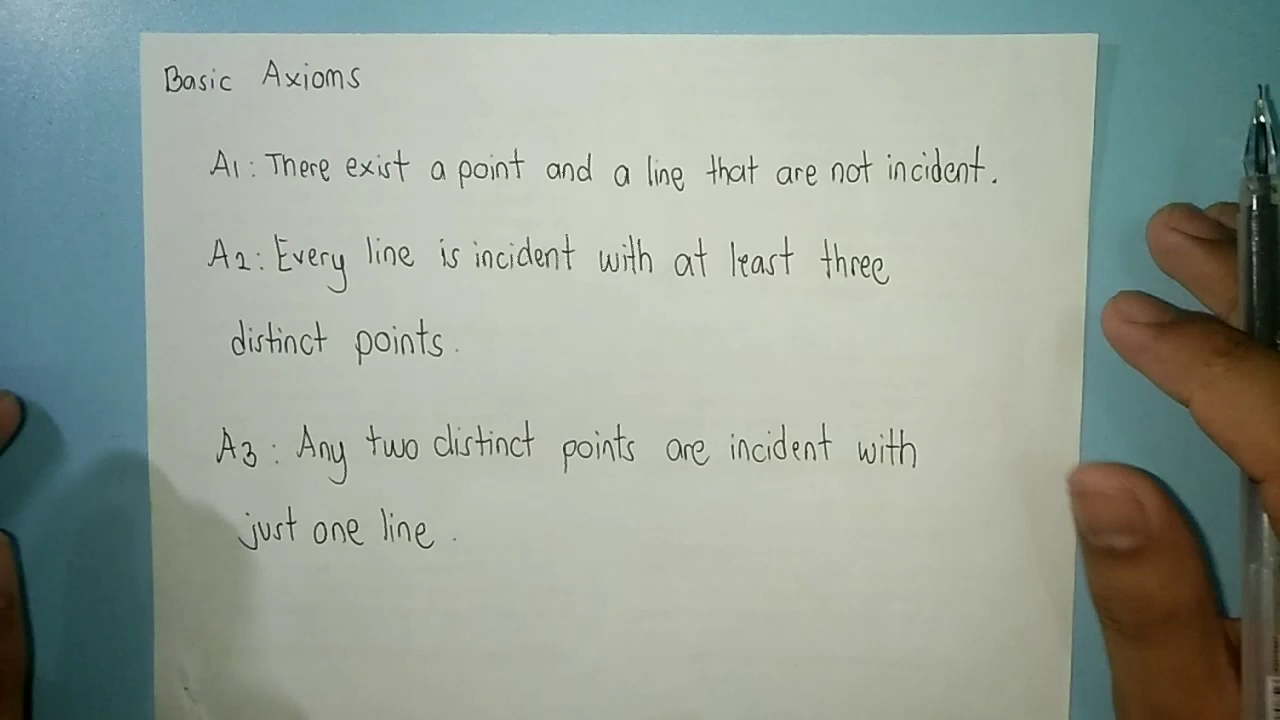 Basic Axioms
A1: There exist a point and a line that are not incident.
A2: Every line is incident with at least three
distinct points.
A3: Any two distinct points are incident with
just one line.